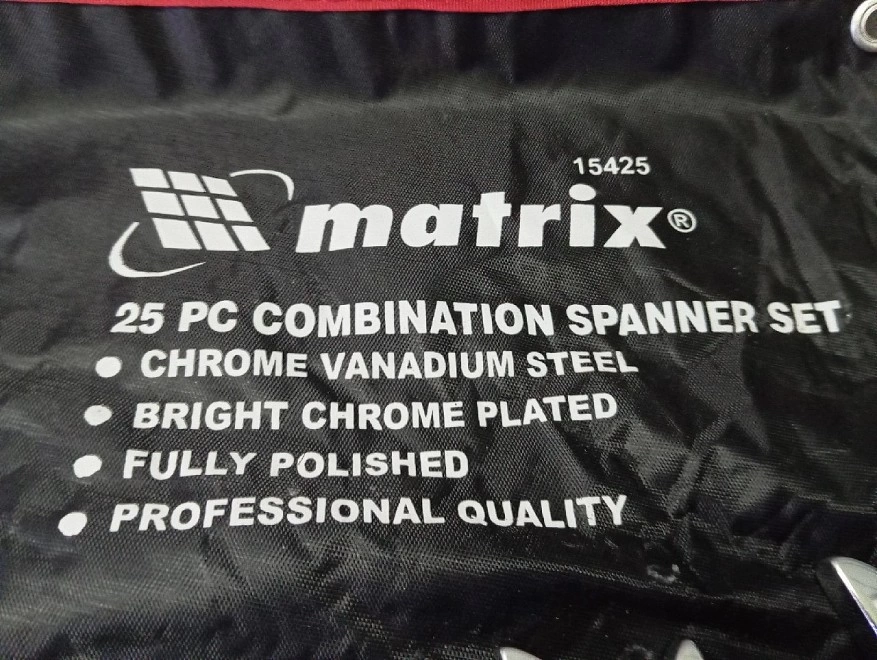 15425
matrix®
25 PC COMBINATION SPANNER SET
● CHROME VANADIUM STEEL
● BRIGHT CHROME PLATED
● FULLY POLISHED
● PROFESSIONAL QUALITY